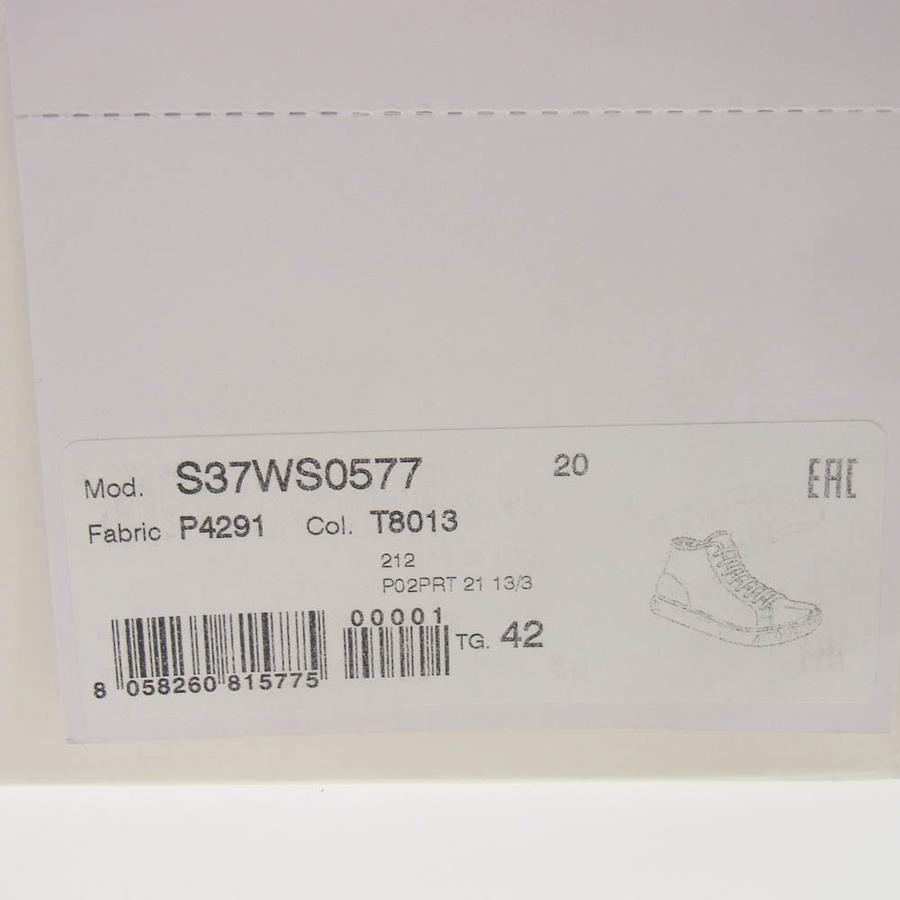 Mod. S37WS0577 20 EAC
Fabric P4291 Col. T8013
212
P02PRT 21 13/3
00001
TG. 42
8 058260 815775